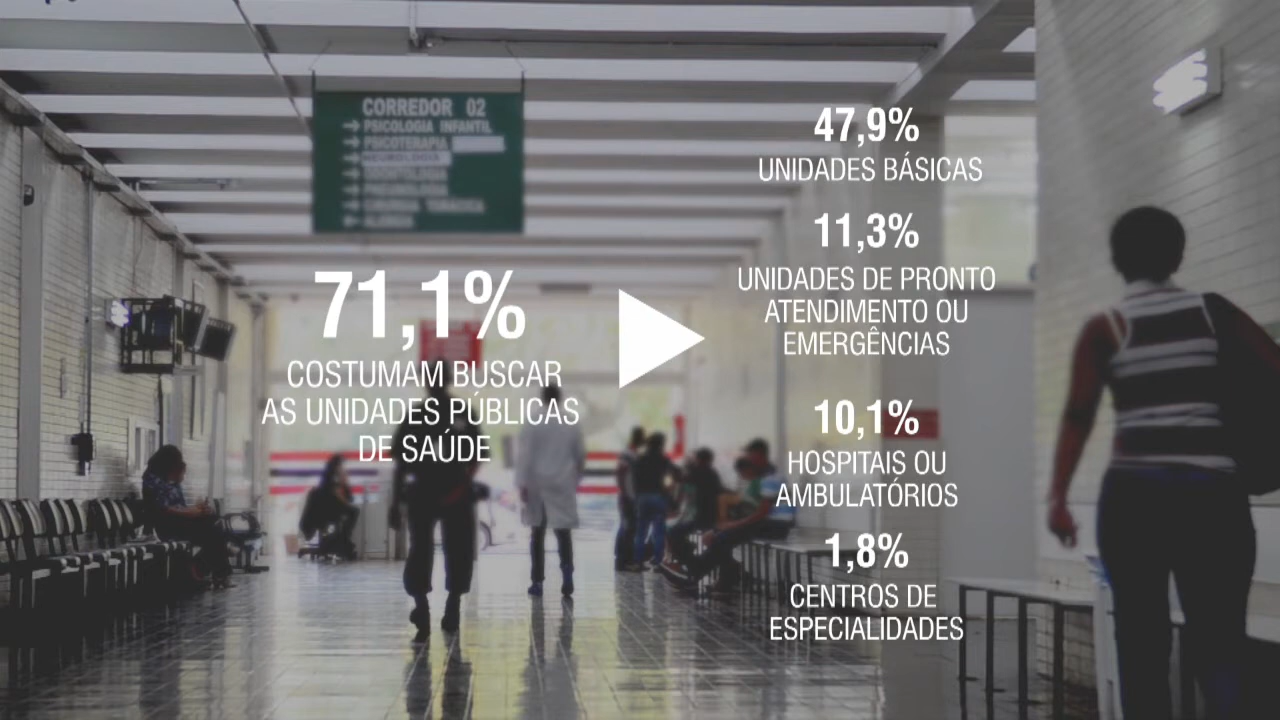 CORREDOR 02
PSICOLOGIA INFANTIL
PSICOTERAPIA
NEUROLOGIA
71,1%
COSTUMAM BUSCAR
AS UNIDADES PÚBLICAS
DE SAÚDE
47,9%
UNIDADES BÁSICAS
11,3%
UNIDADES DE PRONTO
ATENDIMENTO OU
EMERGÊNCIAS
10,1%
HOSPITAIS OU
AMBULATÓRIOS
1,8%
CENTROS DE
ESPECIALIDADES